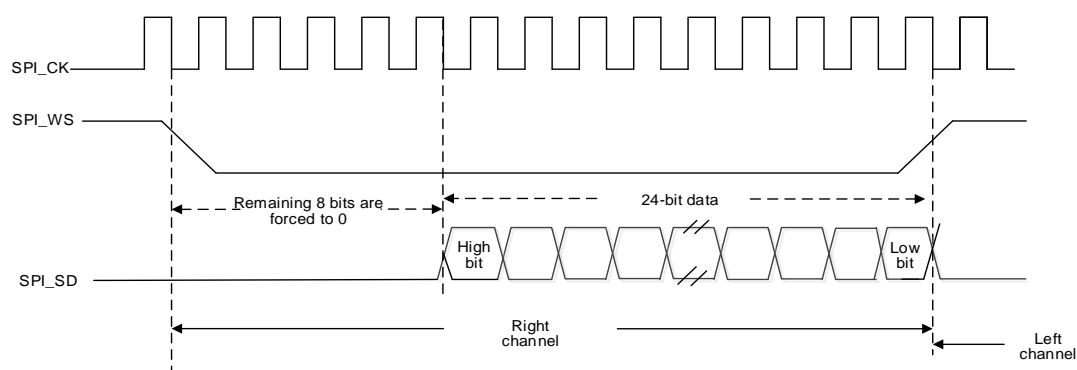 SPI_CK
SPI_WS
Remaining 8 bits are
forced to 0
24-bit data
High
bit
Low
bit
SPI_SD
Right
channel
Left
channel